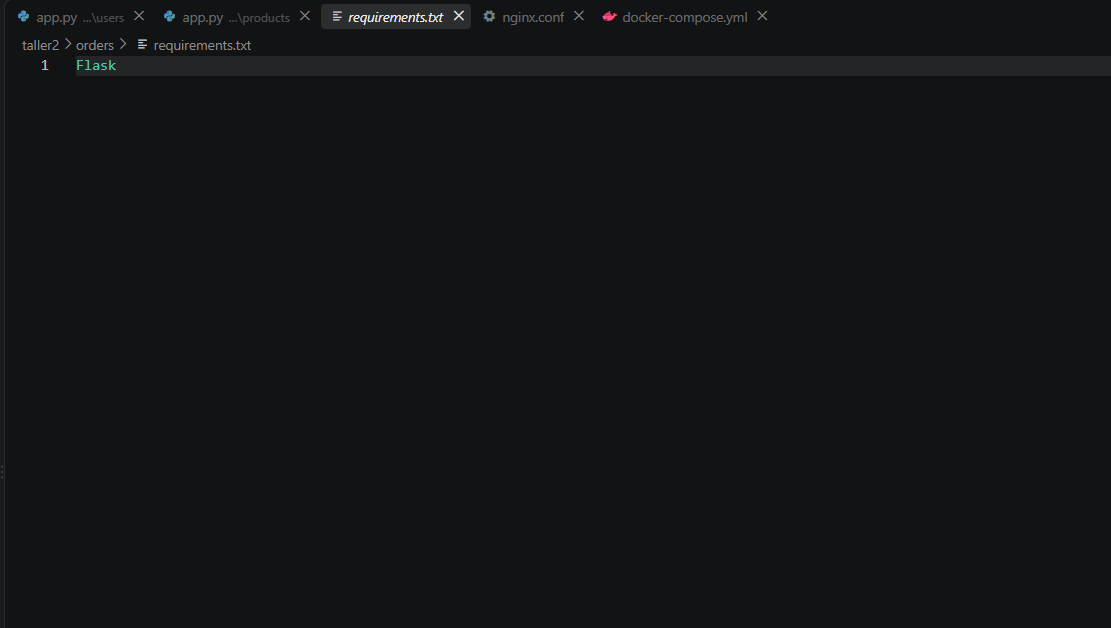 app.py ...\users
app.py ...\products
requirements.txt
nginx.conf
docker-compose.yml
taller2 > orders > requirements.txt
1 Flask